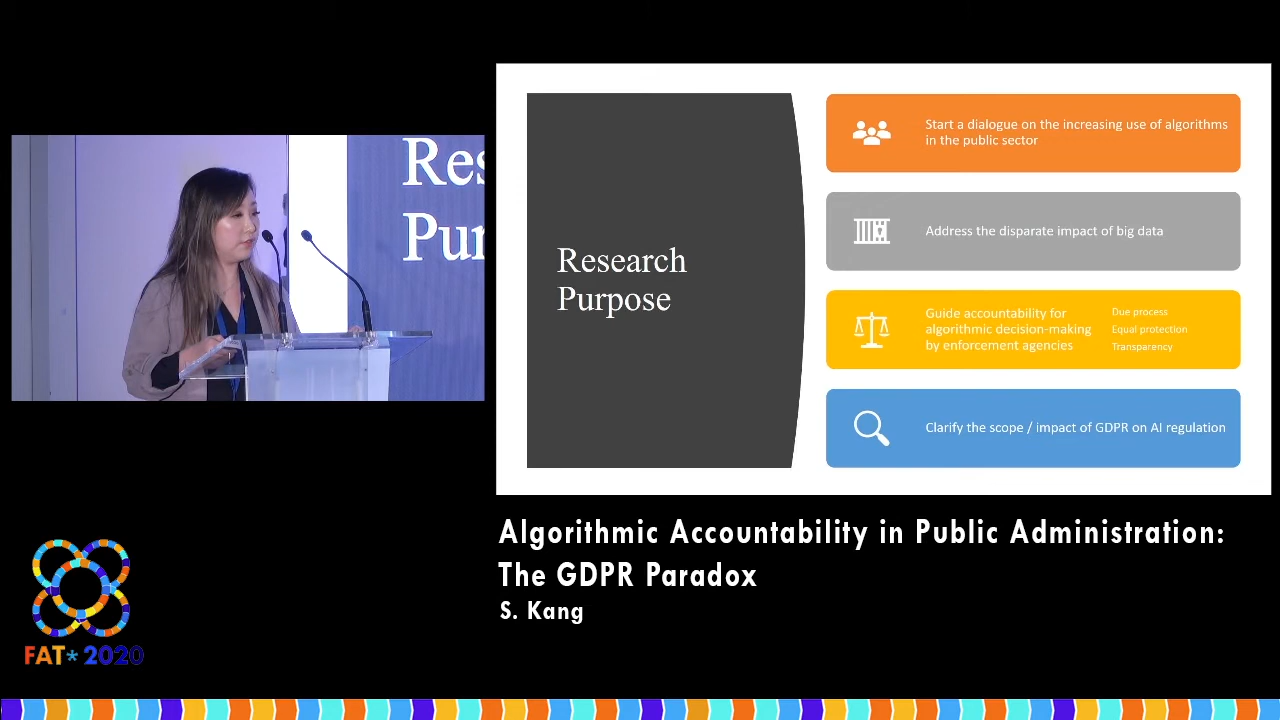 Res
Pur
Research
Purpose
Start a dialogue on the increasing use of algorithms
in the public sector
Address the disparate impact of big data
Guide accountability for
algorithmic decision-making
by enforcement agencies
Due process
Equal protection
Transparency
Clarify the scope / impact of GDPR on AI regulation
Algorithmic Accountability in Public Administration:
The GDPR Paradox
S. Kang
FAT* 2020